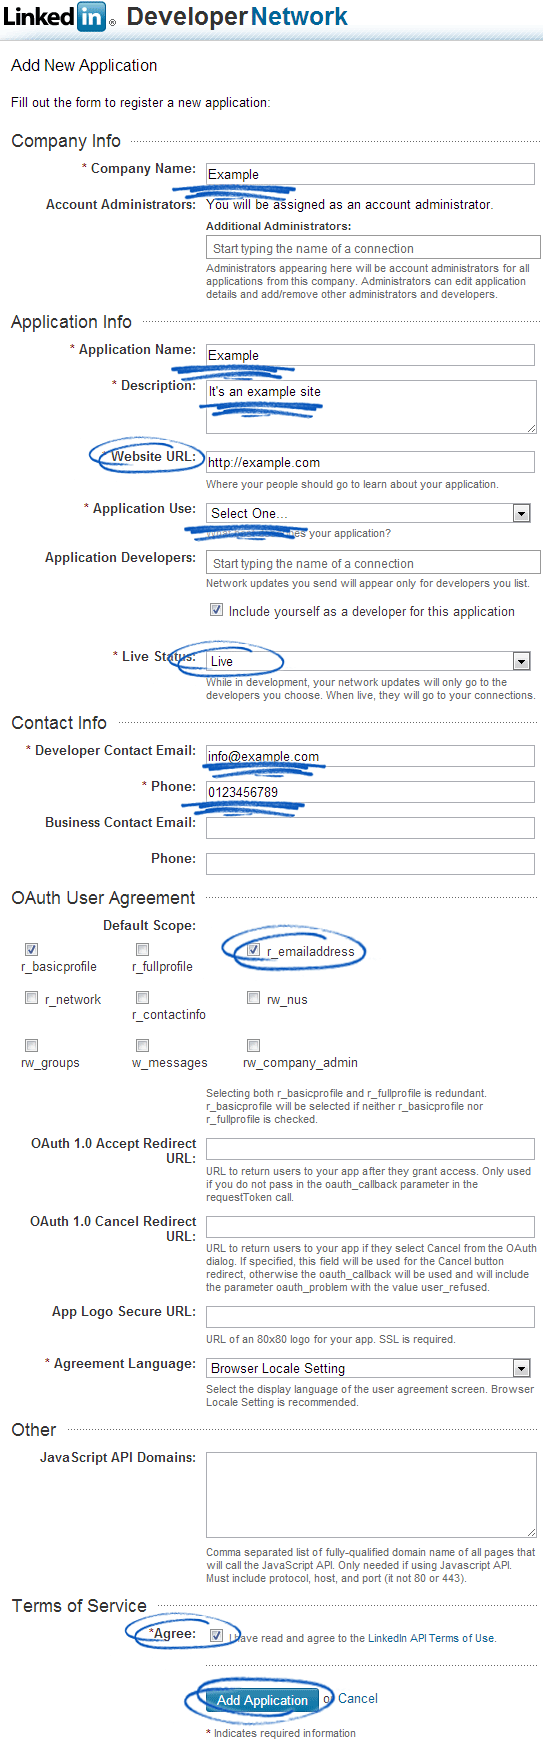 Linked in ® DeveloperNetwork
Add New Application
Fill out the form to register a new application:
Company Info
* Company Name: Example
Account Administrators: You will be assigned as an account administrator.
Additional Administrators:
Start typing the name of a connection
Administrators appearing here will be account administrators for all
applications from this company. Administrators can edit application
details and add/remove other administrators and developers.
Application Info
* Application Name: Example
* Description: It's an example site
* Website URL: http://example.com
Where your people should go to learn about your application.
* Application Use: Select One...
your application?
Application Developers: Start typing the name of a connection
Network updates you send will appear only for developers you list.
Include yourself as a developer for this application
* Live Status: Live
While in development, your network updates will only go to the
developers you choose. When live, they will go to your connections.
Contact Info
* Developer Contact Email: info@example.com
* Phone: 0123456789
Business Contact Email:
Phone:
OAuth User Agreement
Default Scope:
r_basicprofile r_fullprofile r_emailaddress
r_network r_contactinfo rw_nus
rw_groups w_messages rw_company_admin
Selecting both r_basicprofile and r_fullprofile is redundant.
r_basicprofile will be selected if neither r_basicprofile nor
r_fullprofile is checked.
OAuth 1.0 Accept Redirect
URL:
URL to return users to your app after they grant access. Only used
if you do not pass in the oauth_callback parameter in the
requestToken call.
OAuth 1.0 Cancel Redirect
URL:
URL to return users to your app if they select Cancel from the OAuth
dialog. If specified, this field will be used for the Cancel button
redirect, otherwise the oauth_callback will be used and will include
the parameter oauth_problem with the value user_refused.
App Logo Secure URL:
URL of an 80x80 logo for your app. SSL is required.
* Agreement Language: Browser Locale Setting
Select the display language of the user agreement screen. Browser
Locale Setting is recommended.
Other
JavaScript API Domains:
Comma separated list of fully-qualified domain name of all pages that
will call the JavaScript API. Only needed if using Javascript API.
Must include protocol, host, and port (it not 80 or 443).
Terms of Service
*Agree: I have read and agree to the LinkedIn API Terms of Use.
Add Application or Cancel
* Indicates required information